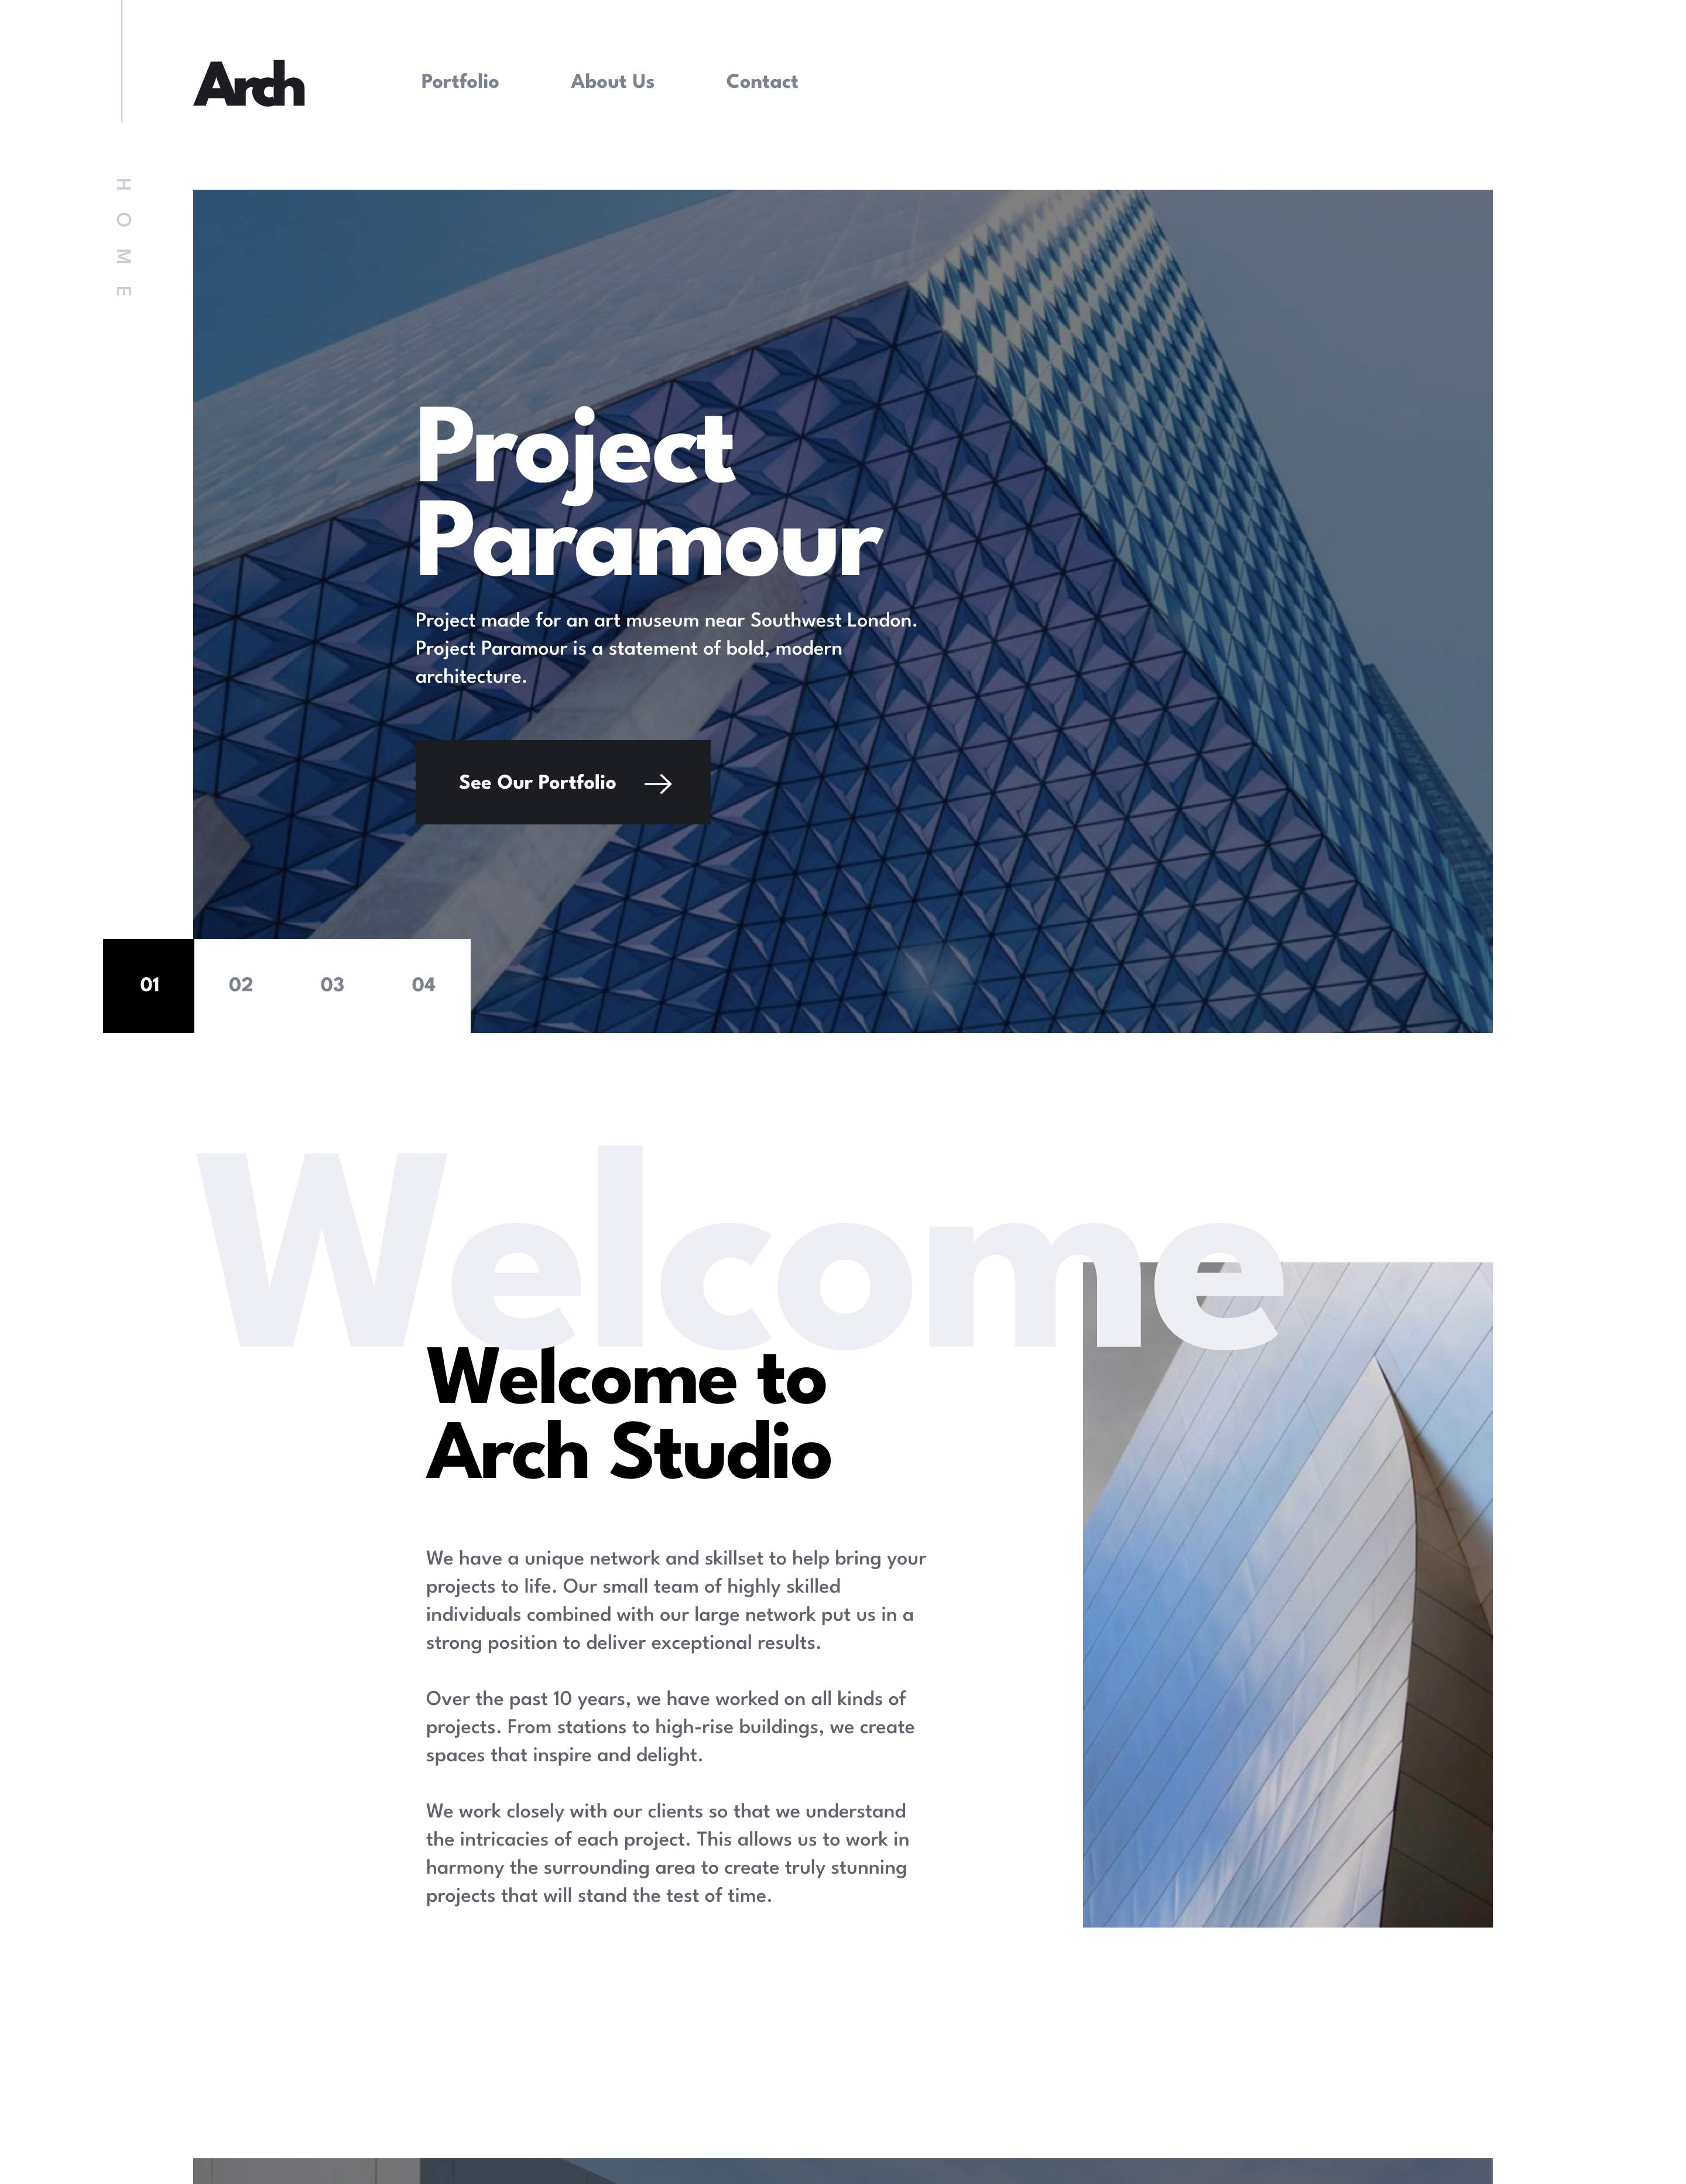 Arch
Portfolio
About Us
Contact
HOME
Project
Paramour
Project made for an art museum near Southwest London.
Project Paramour is a statement of bold, modern
architecture.
See Our Portfolio
01
02
03
04
Welcome
Welcome to
Arch Studio
We have a unique network and skillset to help bring your
projects to life. Our small team of highly skilled
individuals combined with our large network put us in a
strong position to deliver exceptional results.
Over the past 10 years, we have worked on all kinds of
projects. From stations to high-rise buildings, we create
spaces that inspire and delight.
We work closely with our clients so that we understand
the intricacies of each project. This allows us to work in
harmony the surrounding area to create truly stunning
projects that will stand the test of time.